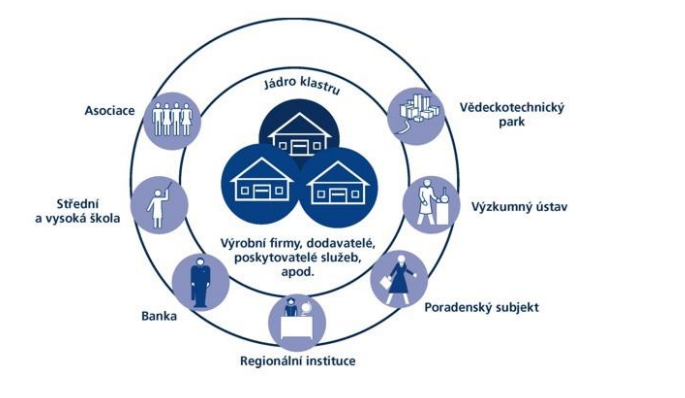 Jádro klastru
Asociace
Vědeckotechnický
park
Střední
a vysoká škola
Výzkumný ústav
Výrobní firmy, dodavatelé,
poskytovatelé služeb,
apod.
Banka
Poradenský subjekt
Regionální instituce